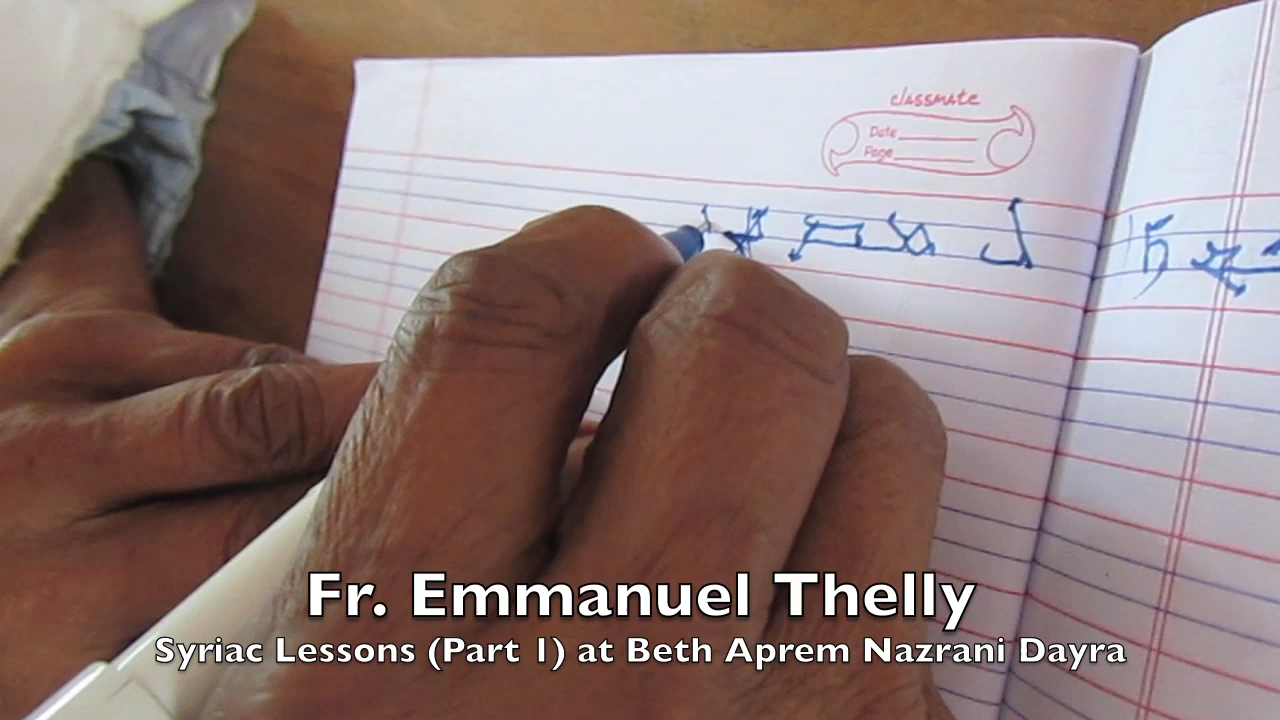 classmate
Date
Page
Fr. Emmanuel Thelly
Syriac Lessons (Part 1) at Beth Aprem Nazrani Dayra